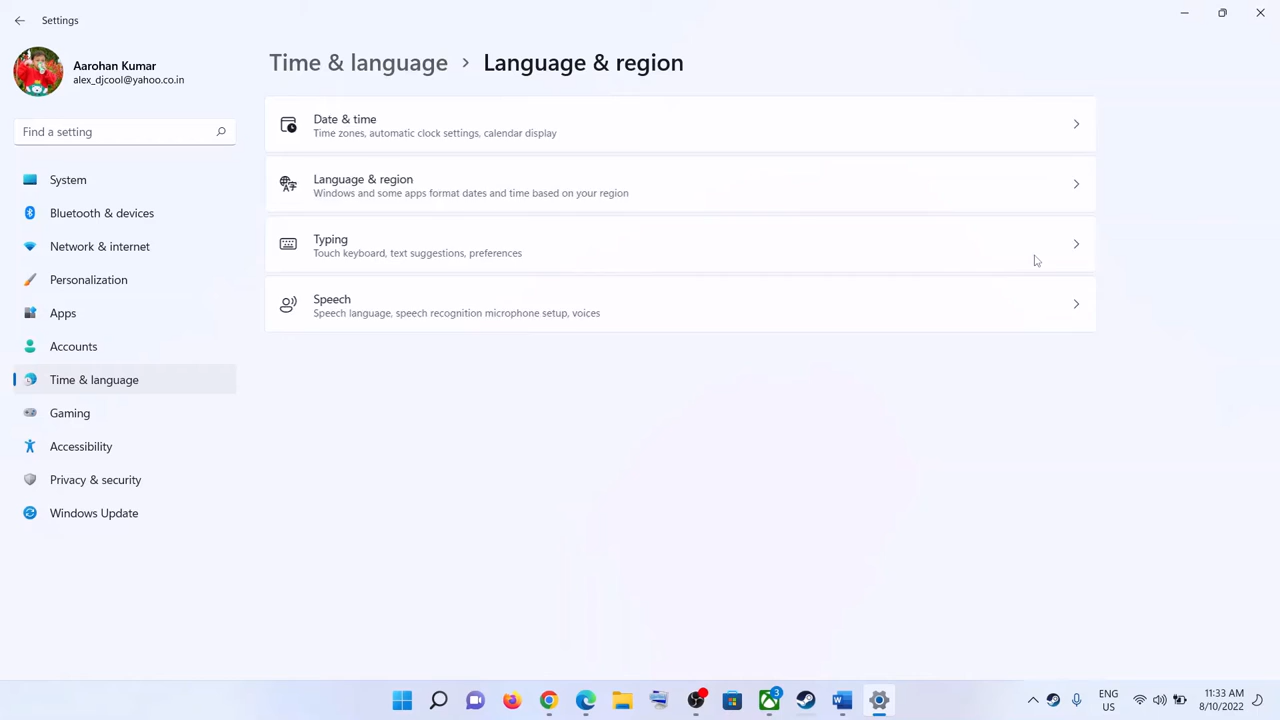 Settings
Aarohan Kumar
alex_djcool@yahoo.co.in
Find a setting
System
Bluetooth & devices
Network & internet
Personalization
Apps
Accounts
Time & language
Gaming
Accessibility
Privacy & security
Windows Update
Time & language > Language & region
Date & time
Time zones, automatic clock settings, calendar display
Language & region
Windows and some apps format dates and time based on your region
Typing
Touch keyboard, text suggestions, preferences
Speech
Speech language, speech recognition microphone setup, voices
3
ENG
US
11:33 AM
8/10/2022